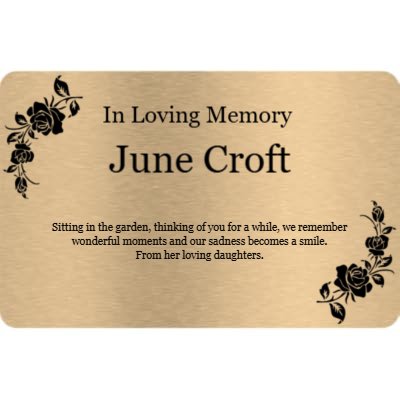 In Loving Memory
June Croft
Sitting in the garden, thinking of you for a while, we remember
wonderful moments and our sadness becomes a smile.
From her loving daughters.